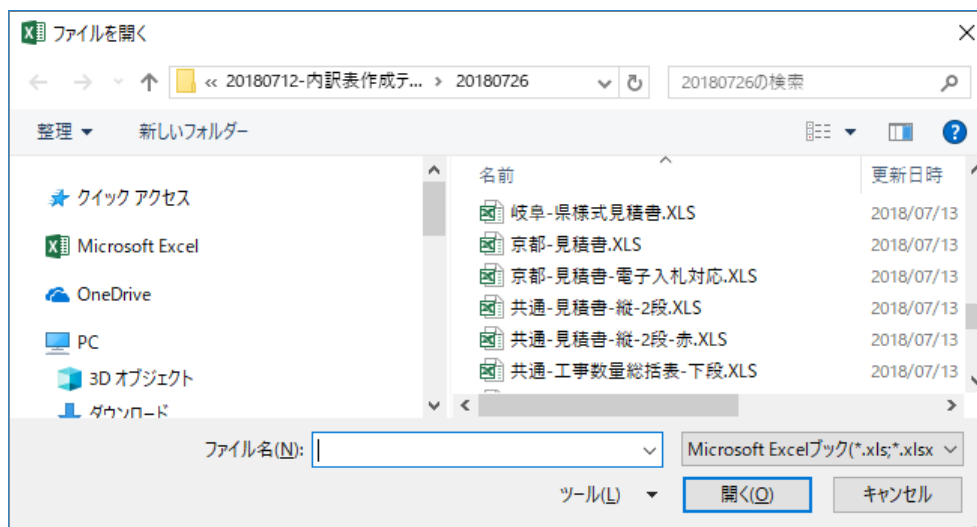 ファイルを開く
« 20180712-内訳表作成テ... › 20180726
20180726の検索
整理
新しいフォルダー
クイック アクセス
Microsoft Excel
OneDrive
PC
3D オブジェクト
ダウンロード
名前 更新日時
岐阜-県様式見積書.XLS 2018/07/13
京都-見積書.XLS 2018/07/13
京都-見積書-電子入札対応.XLS 2018/07/13
共通-見積書-縦-2段.XLS 2018/07/13
共通-見積書-縦-2段-赤.XLS 2018/07/13
共通-工事数量総括表-下段.XLS 2018/07/13
ファイル名(N):
Microsoft Excelブック(*.xls;*.xlsx
ツール(L)
開く(O)
キャンセル